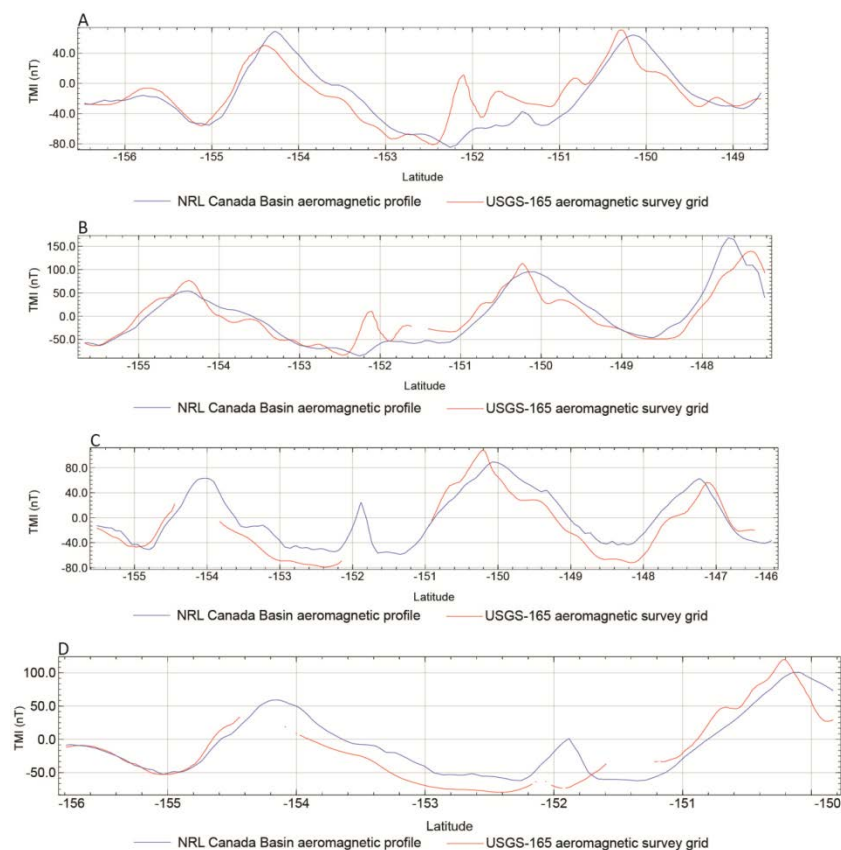 A
TMI (nT)
40.0
0.0
-40.0
-80.0
-156 -155 -154 -153 -152 -151 -150 -149
Latitude
NRL Canada Basin aeromagnetic profile USGS-165 aeromagnetic survey grid
B
TMI (nT)
150.0
100.0
50.0
0.0
-50.0
-155 -154 -153 -152 -151 -150 -149 -148
Latitude
NRL Canada Basin aeromagnetic profile USGS-165 aeromagnetic survey grid
C
TMI (nT)
80.0
40.0
0.0
-40.0
-80.0
-155 -154 -153 -152 -151 -150 -149 -148 -147 -146
Latitude
NRL Canada Basin aeromagnetic profile USGS-165 aeromagnetic survey grid
D
TMI (nT)
100.0
50.0
0.0
-50.0
-156 -155 -154 -153 -152 -151 -150
Latitude
NRL Canada Basin aeromagnetic profile USGS-165 aeromagnetic survey grid